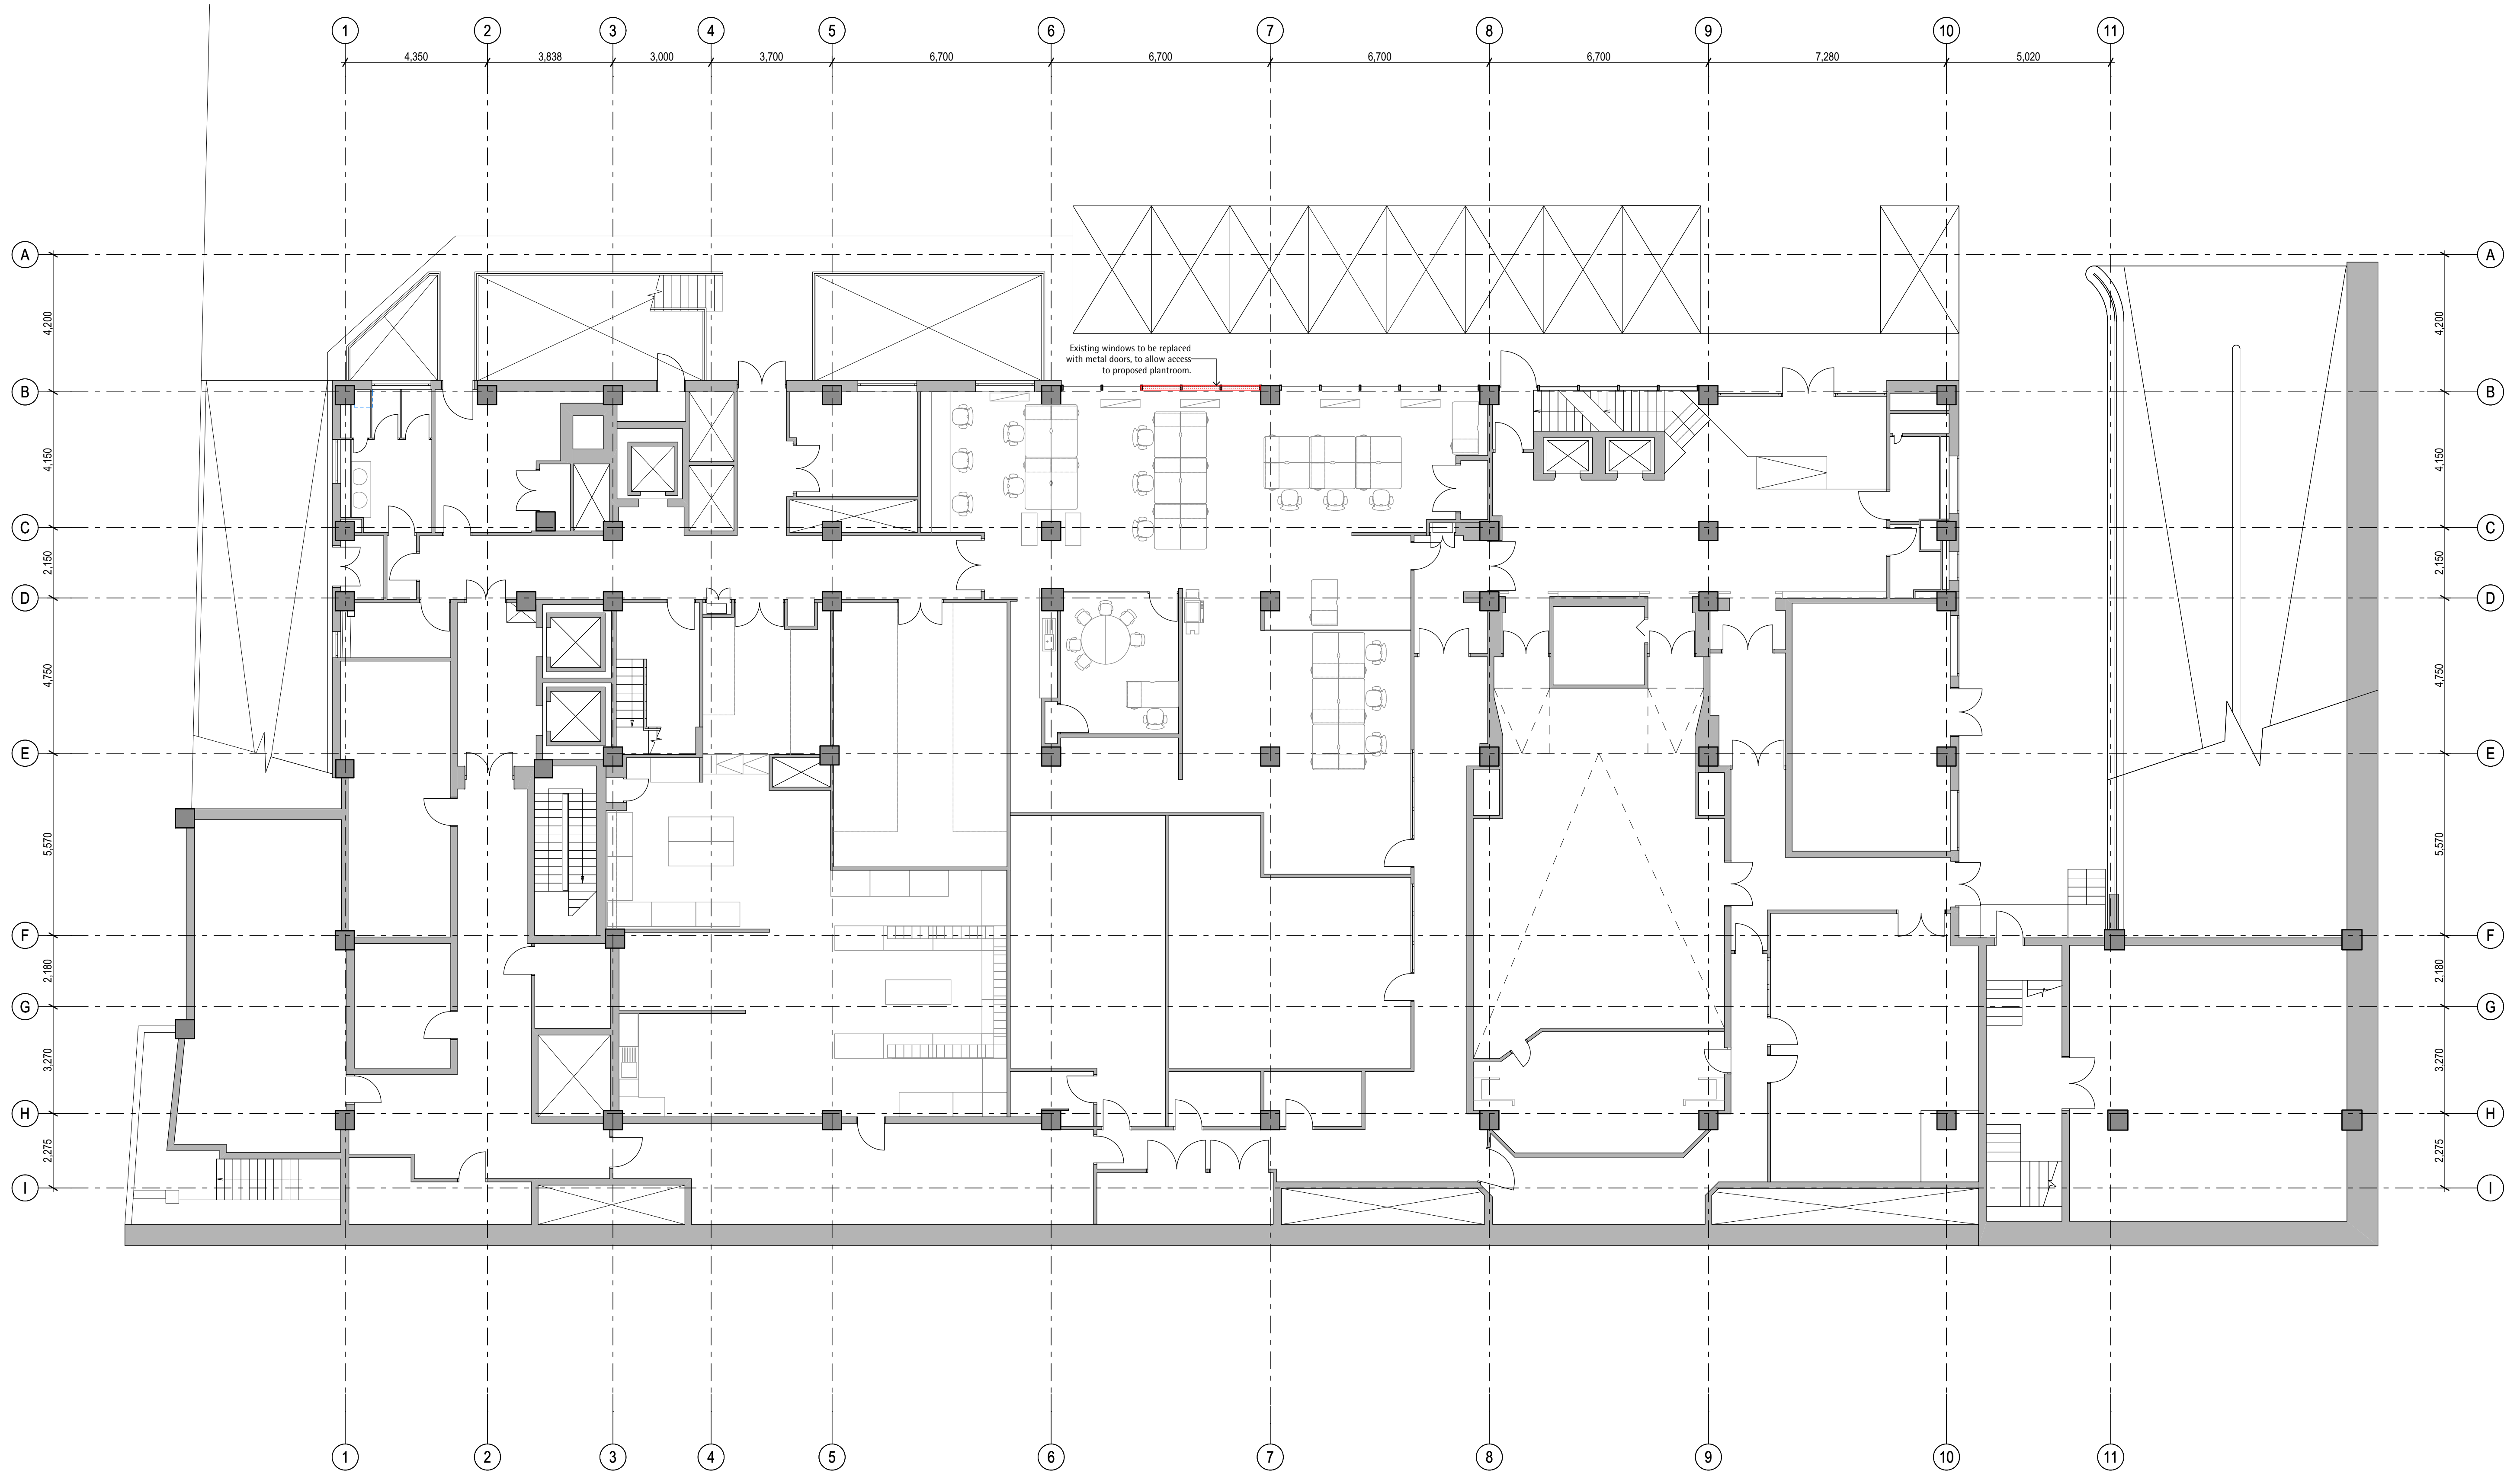 1 2 3 4 5 6 7 8 9 10 11
4,350 3,838 3,000 3,700 6,700 6,700 6,700 6,700 7,280 5,020
A A
4,200 4,200
Existing windows to be replaced
with metal doors, to allow access
to proposed plantroom.
B B
4,150 4,150
C C
2,150 2,150
D D
4,750 4,750
E E
5,570 5,570
F F
2,180 2,180
G G
3,270 3,270
H H
2,275 2,275
I I
1 2 3 4 5 6 7 8 9 10 11